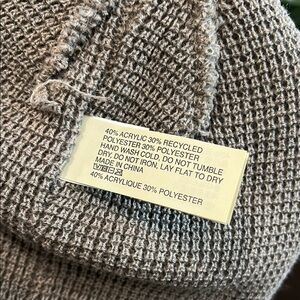 40% ACRYLIC 30% RECYCLED
POLYESTER 30% POLYESTER
HAND WASH COLD, DO NOT TUMBLE
DRY, DO NOT IRON, LAY FLAT TO DRY
MADE IN CHINA
40% ACRYLIQUE 30% POLYESTER